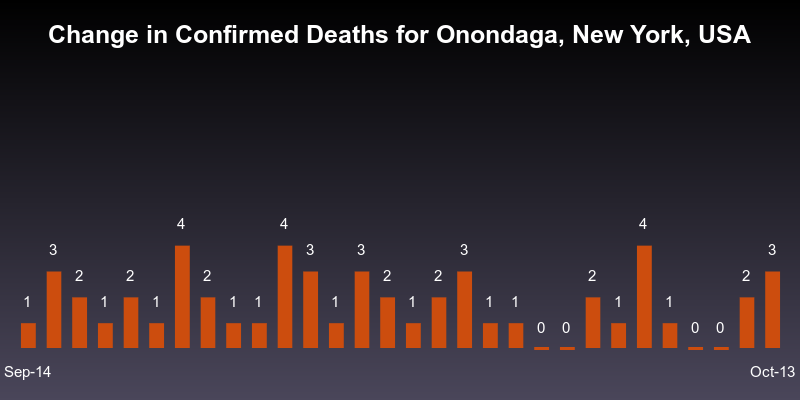 Change in Confirmed Deaths for Onondaga, New York, USA
1 3 2 1 2 1 4 2 1 1 4 3 1 3 2 1 2 3 1 1 0 0 2 1 4 1 0 0 2 3
Sep-14 Oct-13